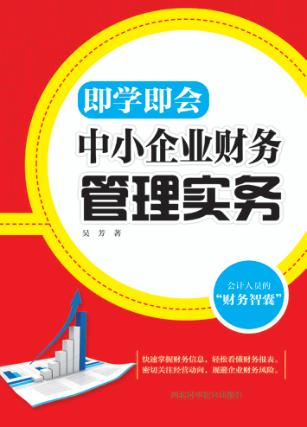 即学即会
中小企业财务
管理实务
吴芳 著
会计人员的
“财务智囊”
快速掌握财务信息，轻松看懂财务报表。
密切关注经营动向，规避企业财务风险。